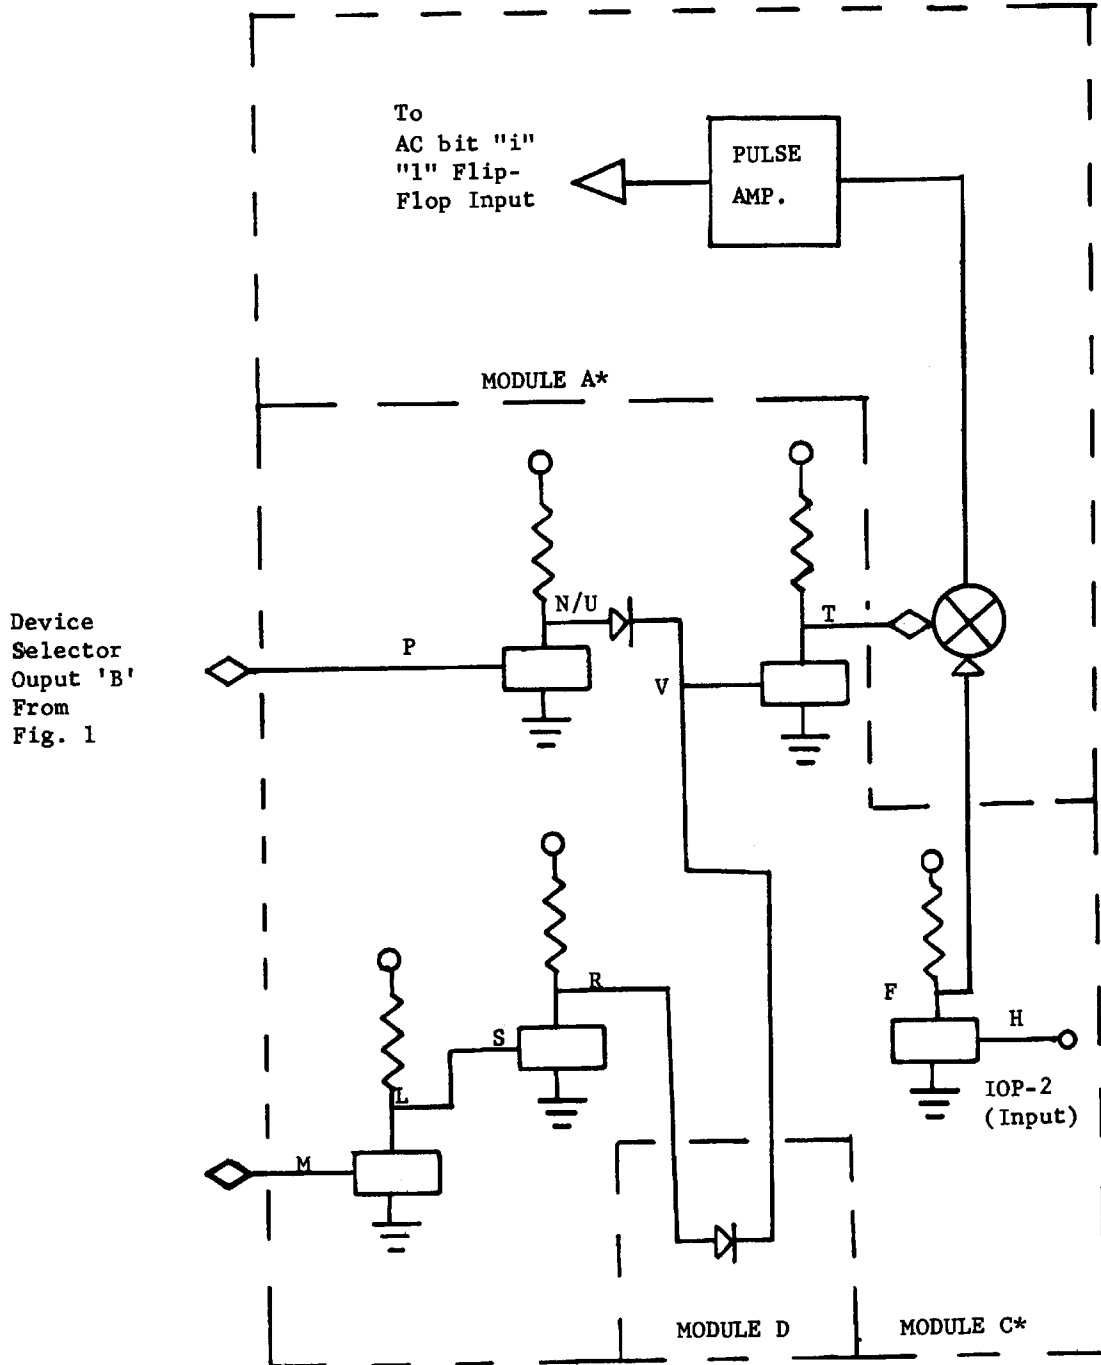 To
AC bit "i"
"1" Flip-
Flop Input
PULSE
AMP.
MODULE A*
N/U
T
P
V
Device
Selector
Ouput 'B'
From
Fig. 1
R
F
S
H
L
IOP-2
(Input)
M
MODULE D
MODULE C*